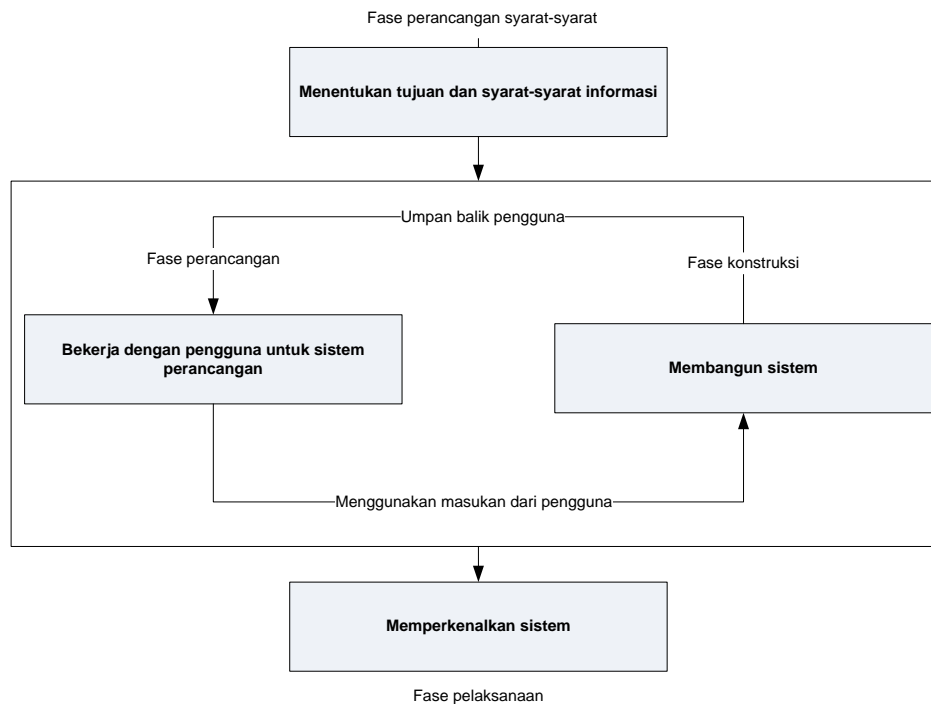 Fase perancangan syarat-syarat
Menentukan tujuan dan syarat-syarat informasi
Umpan balik pengguna
Fase perancangan
Fase konstruksi
Bekerja dengan pengguna untuk sistem
perancangan
Membangun sistem
Menggunakan masukan dari pengguna
Memperkenalkan sistem
Fase pelaksanaan